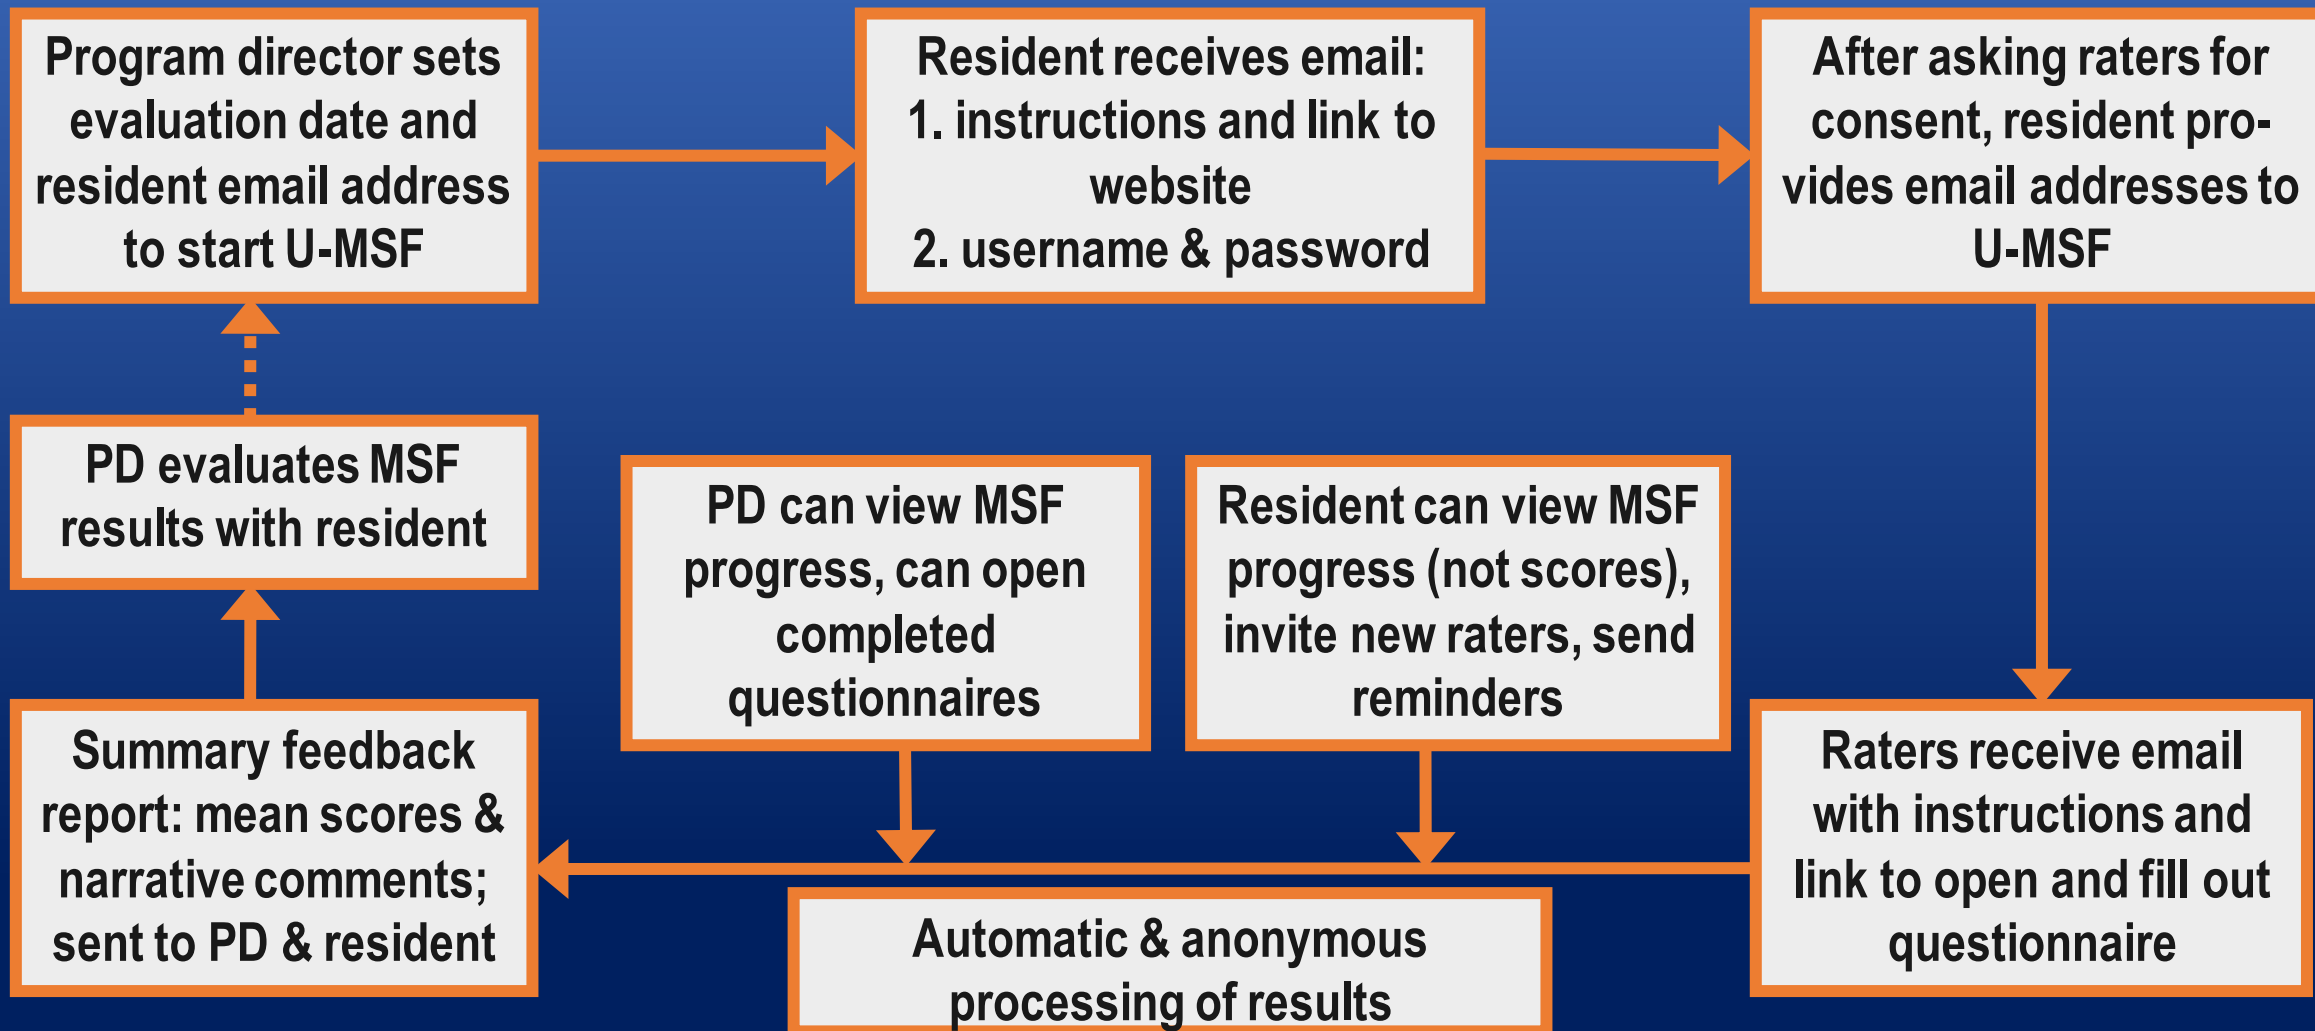 Program director sets
evaluation date and
resident email address
to start U-MSF
Resident receives email:
1. instructions and link to
website
2. username & password
After asking raters for
consent, resident pro-
vides email addresses to
U-MSF
PD evaluates MSF
results with resident
PD can view MSF
progress, can open
completed
questionnaires
Resident can view MSF
progress (not scores),
invite new raters, send
reminders
Summary feedback
report: mean scores &
narrative comments;
sent to PD & resident
Raters receive email
with instructions and
link to open and fill out
questionnaire
Automatic & anonymous
processing of results